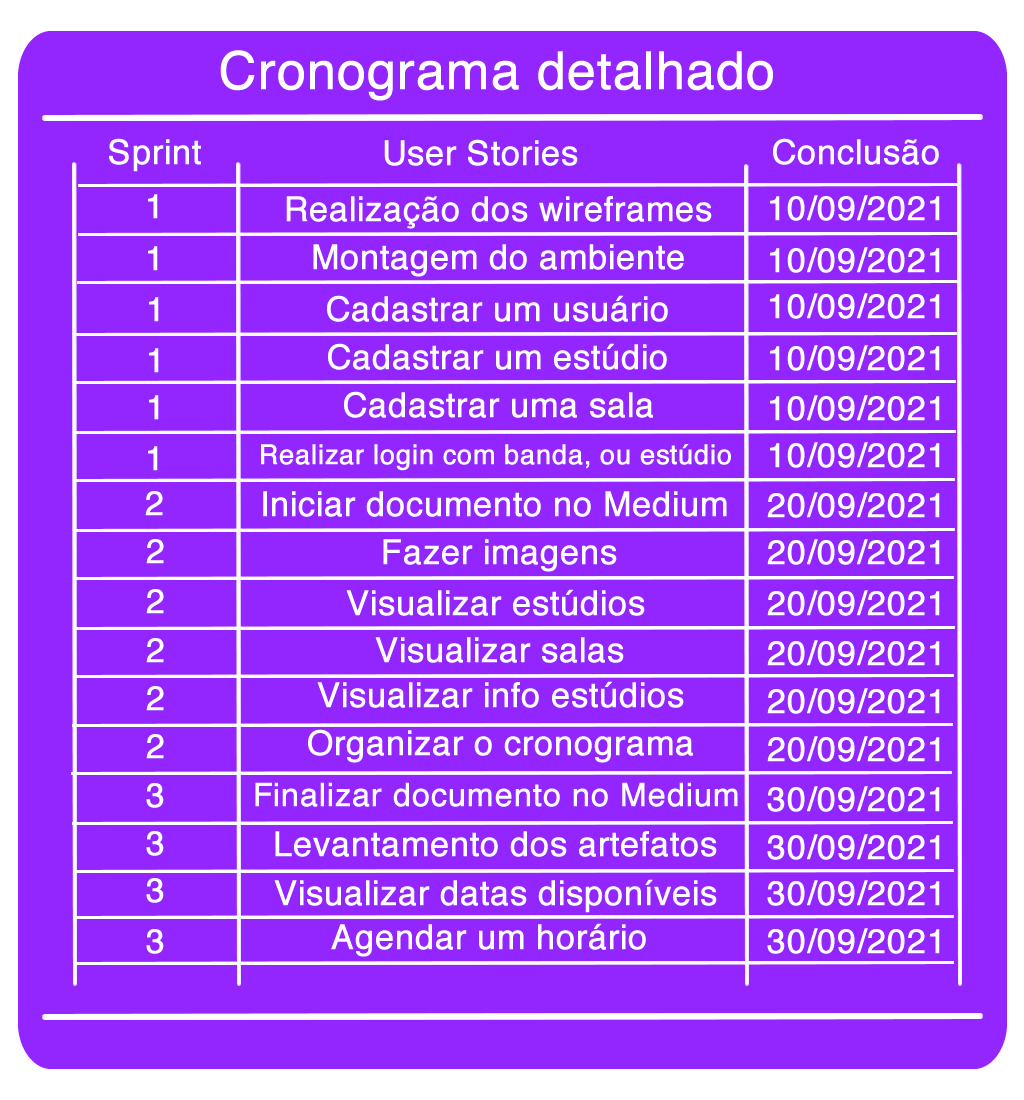 Cronograma detalhado
Sprint User Stories Conclusão
1 Realização dos wireframes 10/09/2021
1 Montagem do ambiente 10/09/2021
1 Cadastrar um usuário 10/09/2021
1 Cadastrar um estúdio 10/09/2021
1 Cadastrar uma sala 10/09/2021
1 Realizar login com banda, ou estúdio 10/09/2021
2 Iniciar documento no Medium 20/09/2021
2 Fazer imagens 20/09/2021
2 Visualizar estúdios 20/09/2021
2 Visualizar salas 20/09/2021
2 Visualizar info estúdios 20/09/2021
2 Organizar o cronograma 20/09/2021
3 Finalizar documento no Medium 30/09/2021
3 Levantamento dos artefatos 30/09/2021
3 Visualizar datas disponíveis 30/09/2021
3 Agendar um horário 30/09/2021